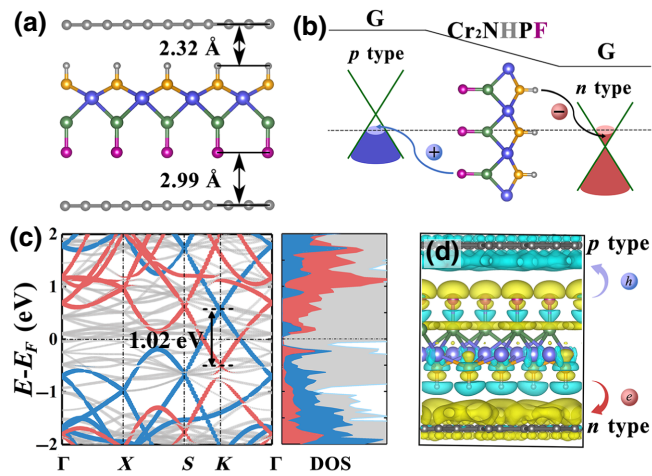 (a)
2.32 Å
2.99 Å
(b)
G
Cr₂NHPF
G
p type
n type
−
+
(c)
2
1
0
−1
−2
E-E_F (eV)
1.02 eV
Γ X S K Γ DOS
(d)
p type
h
e
n type